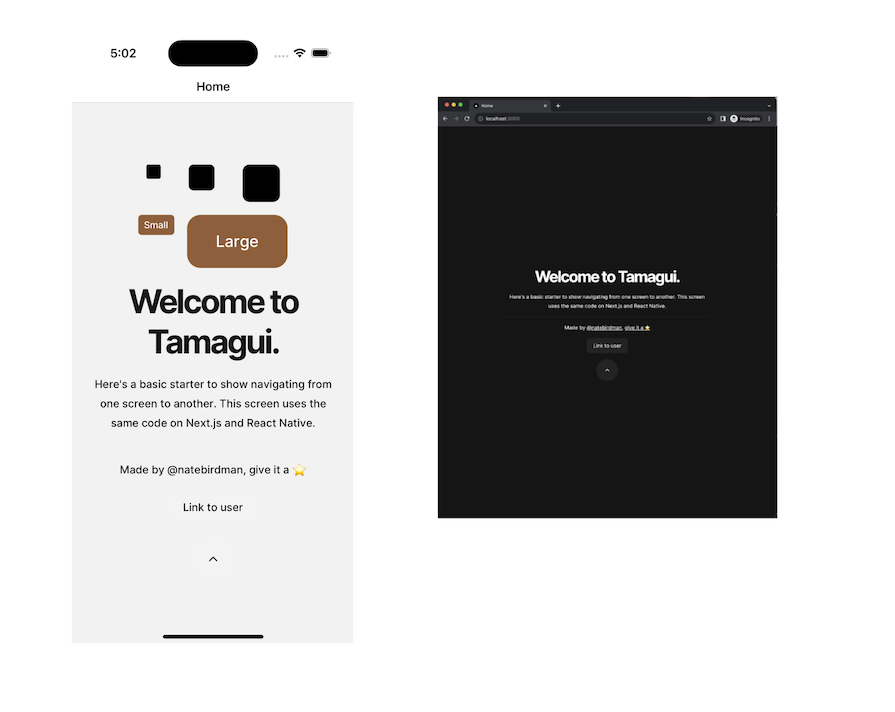 5:02
Home
Small
Large
Welcome to
Tamagui.
Here's a basic starter to show navigating from
one screen to another. This screen uses the
same code on Next.js and React Native.
Made by @natebirdman, give it a ⭐
Link to user
Home
localhost:3000
Incognito
Welcome to Tamagui.
Here's a basic starter to show navigating from one screen to another. This screen
uses the same code on Next.js and React Native.
Made by @natebirdman, give it a ⭐
Link to user